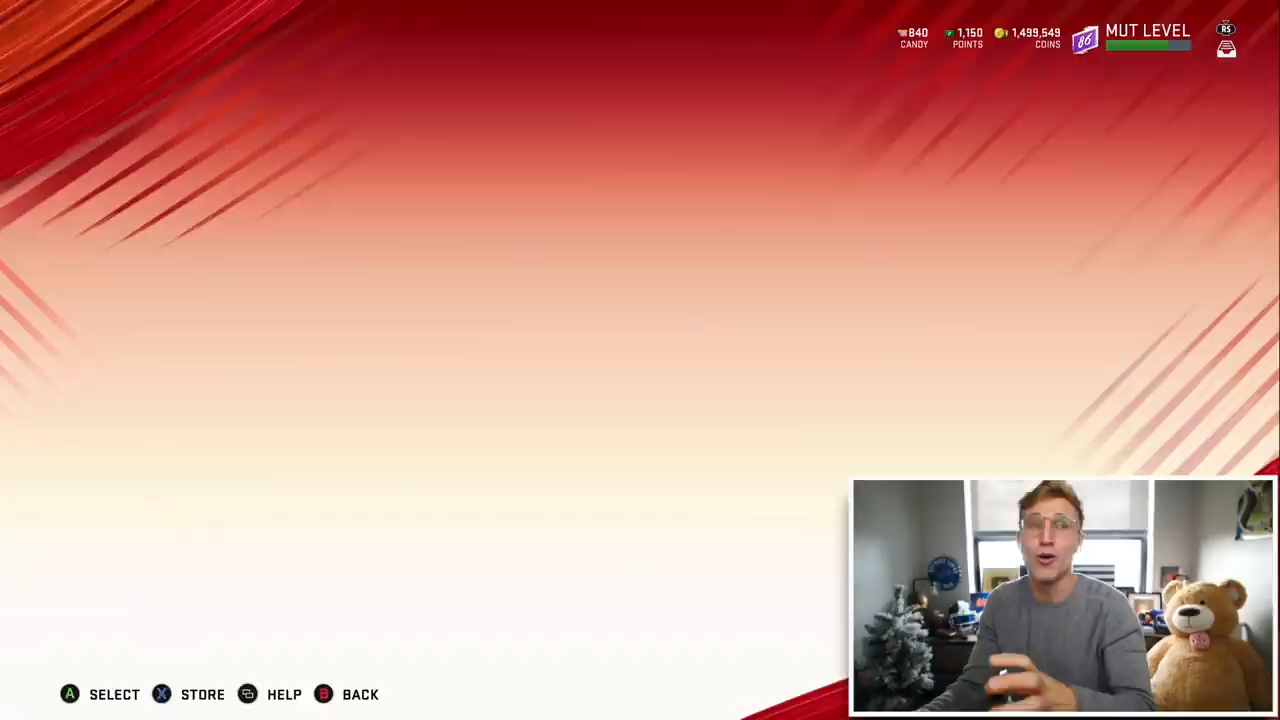 840 1,150 1,499,549 86 MUT LEVEL RS
CANDY POINTS COINS
A SELECT X STORE HELP B BACK